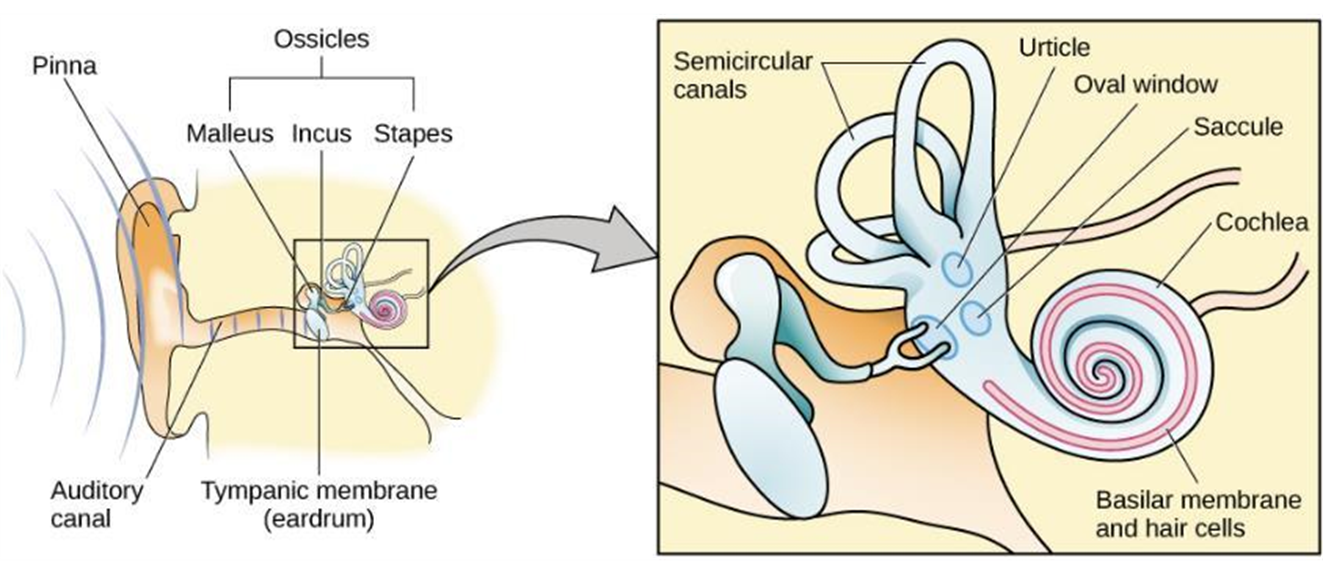 Pinna
Ossicles
Malleus Incus Stapes
Auditory
canal
Tympanic membrane
(eardrum)
Semicircular
canals
Urticle
Oval window
Saccule
Cochlea
Basilar membrane
and hair cells